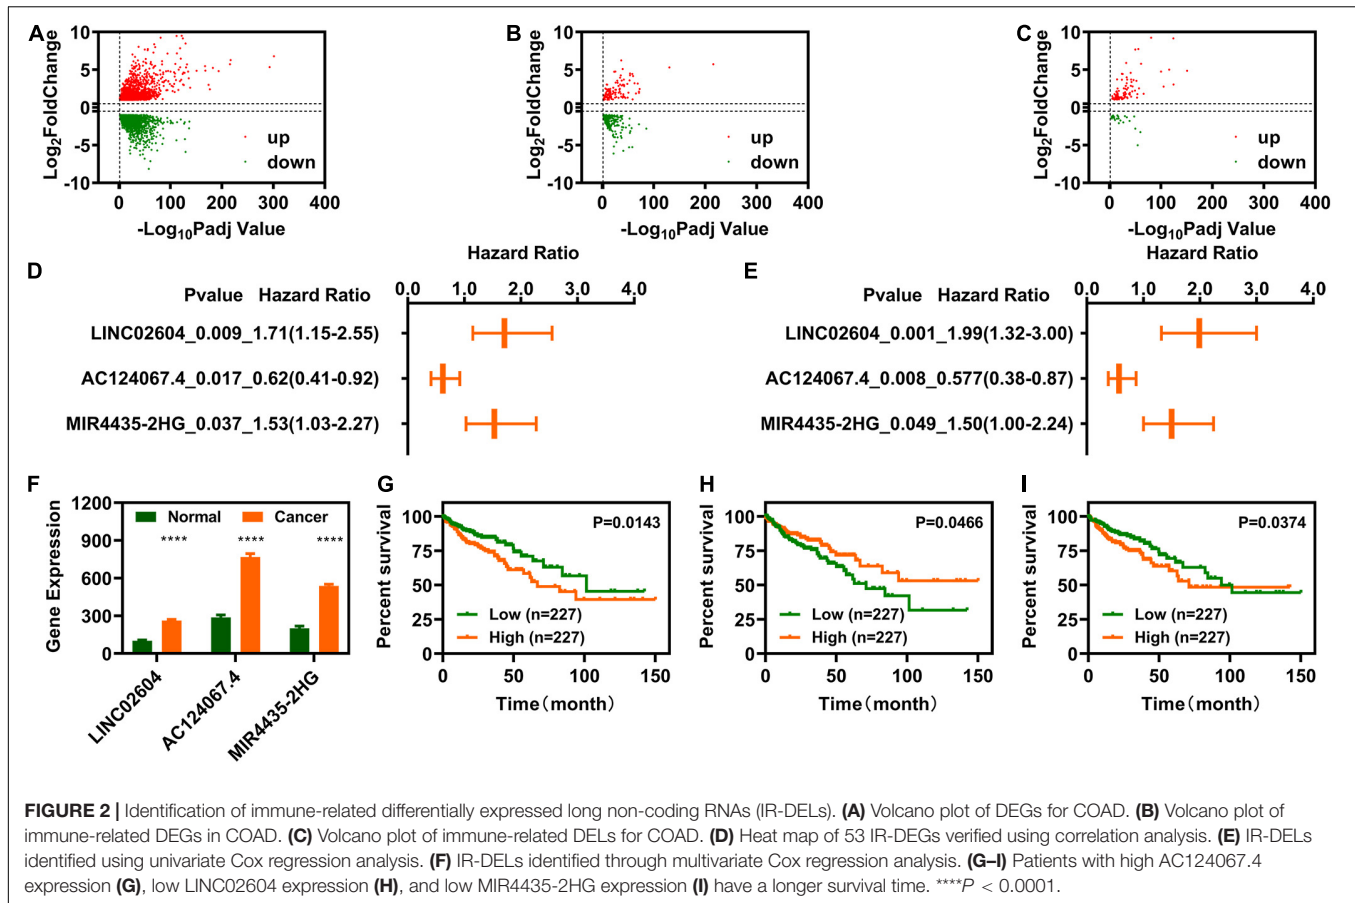 A
B
C
Log2FoldChange
10
5
0
-5
-10
up
down
0 100 200 300 400
-Log10Padj Value
Log2FoldChange
10
5
0
-5
-10
up
down
0 100 200 300 400
-Log10Padj Value
Log2FoldChange
10
5
0
-5
-10
up
down
0 100 200 300 400
-Log10Padj Value
D
Hazard Ratio
Pvalue Hazard Ratio
0.0 1.0 2.0 3.0 4.0
LINC02604_0.009_1.71(1.15-2.55)
AC124067.4_0.017_0.62(0.41-0.92)
MIR4435-2HG_0.037_1.53(1.03-2.27)
E
Hazard Ratio
Pvalue Hazard Ratio
0.0 1.0 2.0 3.0 4.0
LINC02604_0.001_1.99(1.32-3.00)
AC124067.4_0.008_0.577(0.38-0.87)
MIR4435-2HG_0.049_1.50(1.00-2.24)
F
Gene Expression
1200
900
600
300
0
Normal Cancer
**** **** ****
LINC02604
AC124067.4
MIR4435-2HG
G
Percent survival
100
75
50
25
0
P=0.0143
Low (n=227)
High (n=227)
0 50 100 150
Time(month)
H
Percent survival
100
75
50
25
0
P=0.0466
Low (n=227)
High (n=227)
0 50 100 150
Time(month)
I
Percent survival
100
75
50
25
0
P=0.0374
Low (n=227)
High (n=227)
0 50 100 150
Time(month)
FIGURE 2 | Identification of immune-related differentially expressed long non-coding RNAs (IR-DELs). (A) Volcano plot of DEGs for COAD. (B) Volcano plot of
immune-related DEGs in COAD. (C) Volcano plot of immune-related DELs for COAD. (D) Heat map of 53 IR-DEGs verified using correlation analysis. (E) IR-DELs
identified using univariate Cox regression analysis. (F) IR-DELs identified through multivariate Cox regression analysis. (G–I) Patients with high AC124067.4
expression (G), low LINC02604 expression (H), and low MIR4435-2HG expression (I) have a longer survival time. ****P < 0.0001.